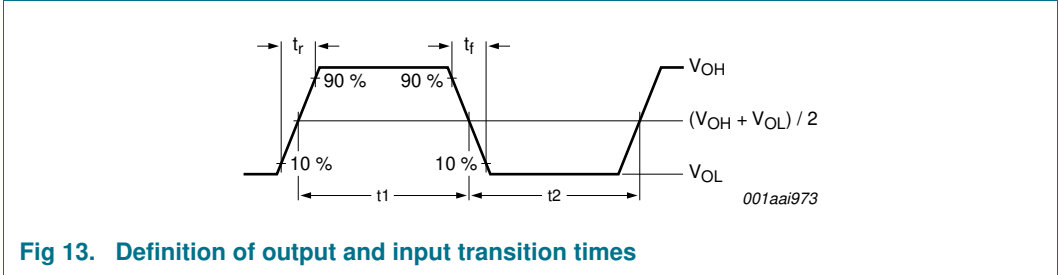 tr tf
90 % 90 % VOH
(VOH + VOL) / 2
10 % 10 % VOL
t1 t2
001aai973
Fig 13. Definition of output and input transition times